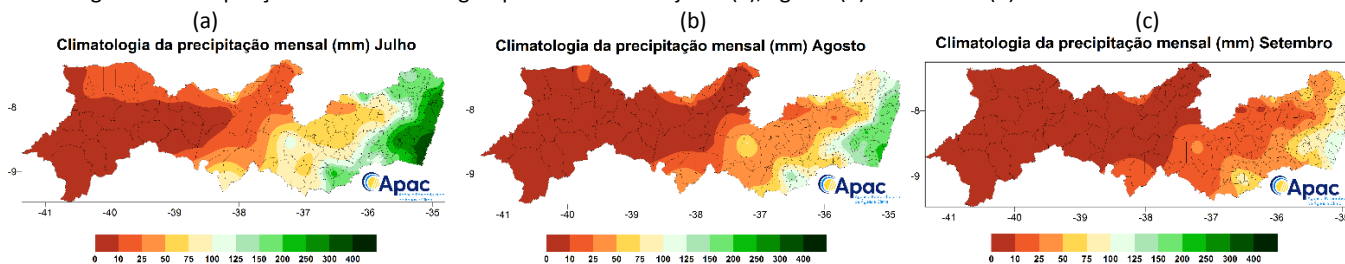 (a) (b) (c)
Climatologia da precipitação mensal (mm) Julho
Climatologia da precipitação mensal (mm) Agosto
Climatologia da precipitação mensal (mm) Setembro
-8
-9
-41 -40 -39 -38 -37 -36 -35
Apac
0 10 25 50 75 100 125 150 200 250 300 400
-8
-9
-41 -40 -39 -38 -37 -36 -35
Apac
0 10 25 50 75 100 125 150 200 250 300 400
-8
-9
-41 -40 -39 -38 -37 -36
Apac
0 10 25 50 75 100 125 150 200 250 300 400